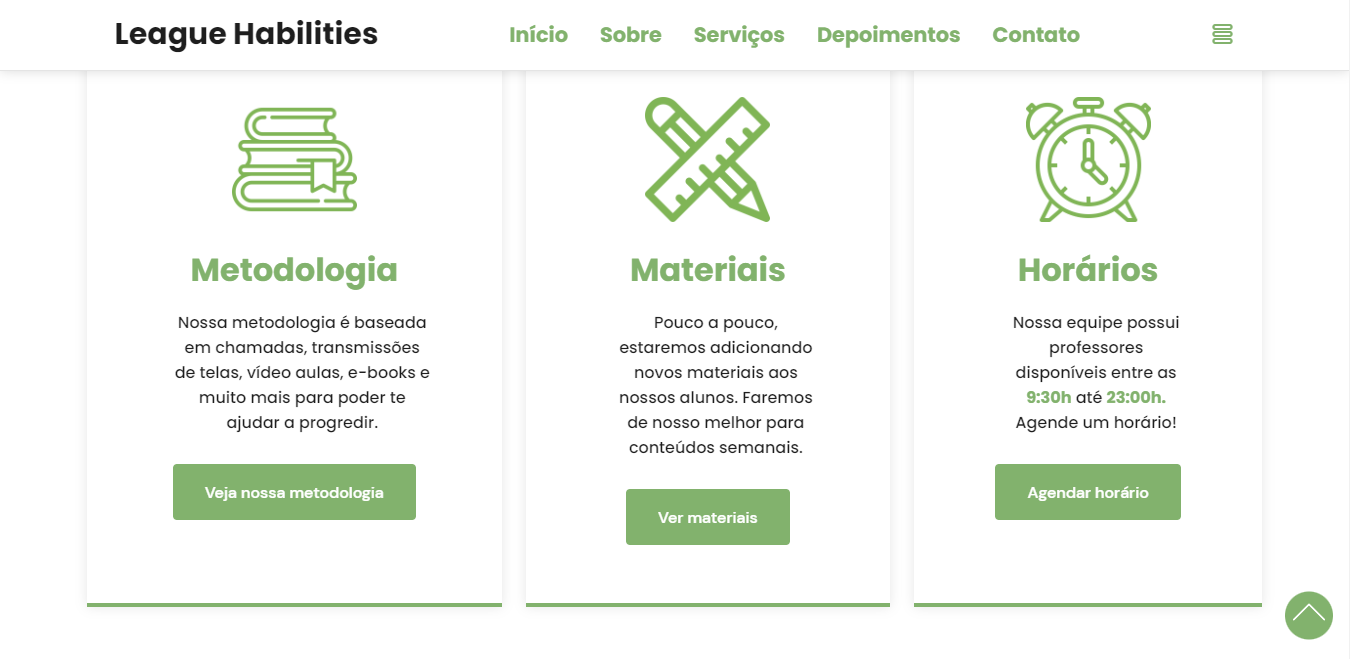 League Habilities
Início Sobre Serviços Depoimentos Contato
Metodologia
Nossa metodologia é baseada
em chamadas, transmissões
de telas, vídeo aulas, e-books e
muito mais para poder te
ajudar a progredir.
Veja nossa metodologia
Materiais
Pouco a pouco,
estaremos adicionando
novos materiais aos
nossos alunos. Faremos
de nosso melhor para
conteúdos semanais.
Ver materiais
Horários
Nossa equipe possui
professores
disponíveis entre as
9:30h até 23:00h.
Agende um horário!
Agendar horário